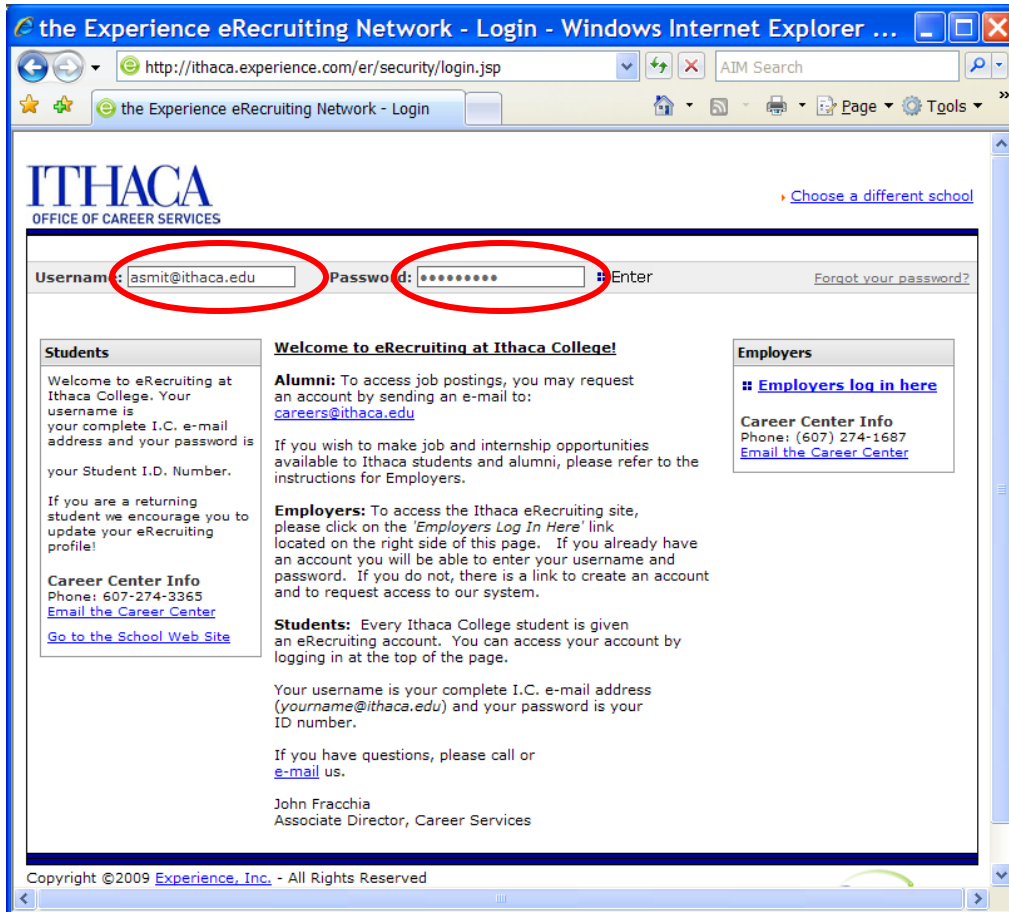 the Experience eRecruiting Network - Login - Windows Internet Explorer ...
http://ithaca.experience.com/er/security/login.jsp
AIM Search
the Experience eRecruiting Network - Login
Page
Tools
»
ITHACA
OFFICE OF CAREER SERVICES
Choose a different school
Username: asmit@ithaca.edu Password: ••••••••• Enter Forgot your password?
Students
Welcome to eRecruiting at
Ithaca College. Your
username is
your complete I.C. e-mail
address and your password is
your Student I.D. Number.
If you are a returning
student we encourage you to
update your eRecruiting
profile!
Career Center Info
Phone: 607-274-3365
Email the Career Center
Go to the School Web Site
Welcome to eRecruiting at Ithaca College!
Alumni: To access job postings, you may request
an account by sending an e-mail to:
careers@ithaca.edu
If you wish to make job and internship opportunities
available to Ithaca students and alumni, please refer to the
instructions for Employers.
Employers: To access the Ithaca eRecruiting site,
please click on the 'Employers Log In Here' link
located on the right side of this page. If you already have
an account you will be able to enter your username and
password. If you do not, there is a link to create an account
and to request access to our system.
Students: Every Ithaca College student is given
an eRecruiting account. You can access your account by
logging in at the top of the page.
Your username is your complete I.C. e-mail address
(yourname@ithaca.edu) and your password is your
ID number.
If you have questions, please call or
e-mail us.
John Fracchia
Associate Director, Career Services
Employers
Employers log in here
Career Center Info
Phone: (607) 274-1687
Email the Career Center
Copyright ©2009 Experience, Inc. - All Rights Reserved